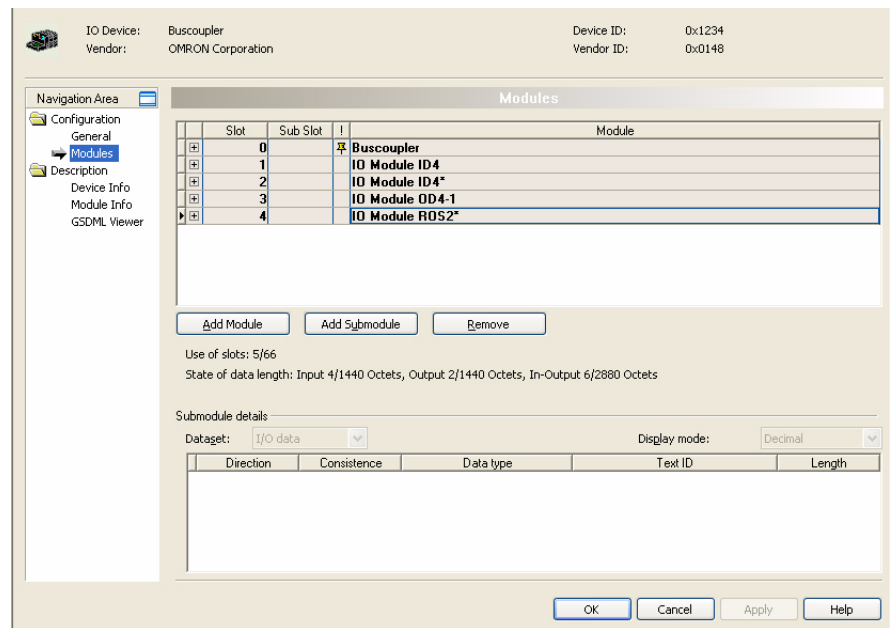 IO Device: Buscoupler Device ID: 0x1234
Vendor: OMRON Corporation Vendor ID: 0x0148
Navigation Area
Configuration
General
Modules
Description
Device Info
Module Info
GSDML Viewer
Modules
Slot Sub Slot ! Module
0 Buscoupler
1 IO Module ID4
2 IO Module ID4*
3 IO Module OD4-1
4 IO Module ROS2*
Add Module Add Submodule Remove
Use of slots: 5/66
State of data length: Input 4/1440 Octets, Output 2/1440 Octets, In-Output 6/2880 Octets
Submodule details
Dataset: I/O data Display mode: Decimal
Direction Consistence Data type Text ID Length
OK Cancel Apply Help